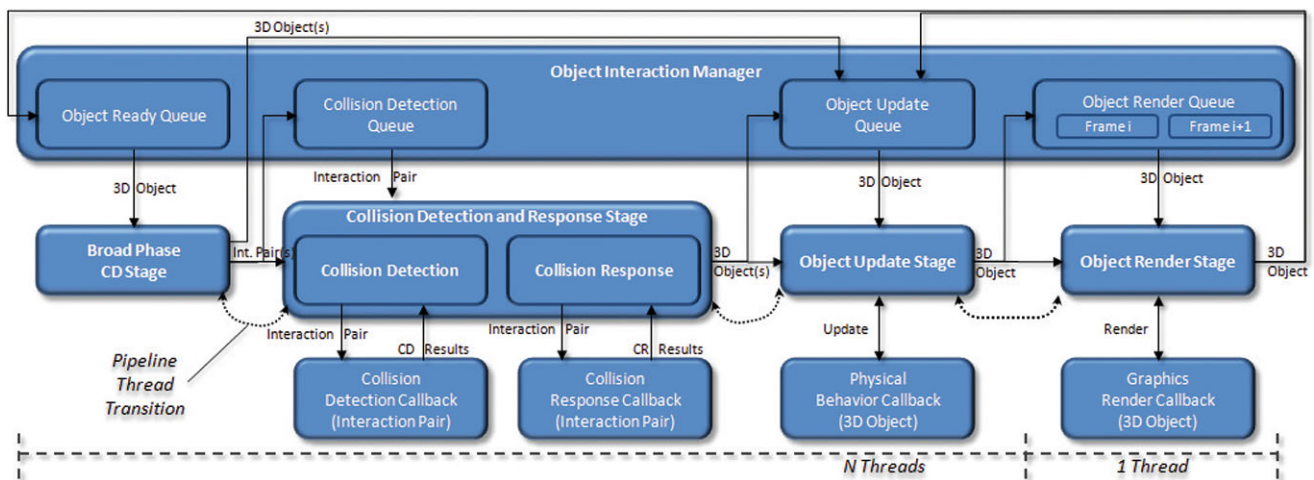 3D Object(s)
Object Interaction Manager
Object Ready Queue
Collision Detection
Queue
Object Update
Queue
Object Render Queue
Frame i
Frame i+1
3D Object
Interaction Pair
3D Object
3D Object
Broad Phase
CD Stage
Int. Pair(s)
Collision Detection and Response Stage
Collision Detection
Collision Response
3D
Object(s)
Object Update Stage
3D
Object
Object Render Stage
3D
Object
Interaction Pair
CD Results
Interaction Pair
CR Results
Update
Render
Pipeline
Thread
Transition
Collision
Detection Callback
(Interaction Pair)
Collision
Response Callback
(Interaction Pair)
Physical
Behavior Callback
(3D Object)
Graphics
Render Callback
(3D Object)
N Threads
1 Thread